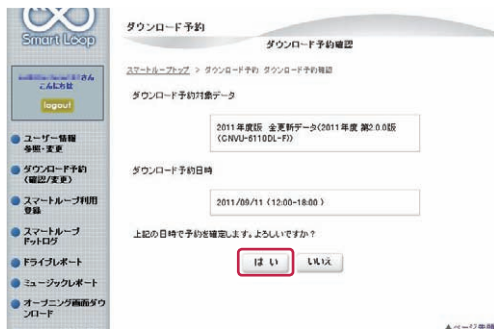 Smart Loop
さん
こんにちは
logout
ユーザー情報
参照・変更
ダウンロード予約
(確認/変更)
スマートループ利用
登録
スマートループ
ドットログ
ドライブレポート
ミュージックレポート
オープニング画面ダウ
ンロード
ダウンロード予約
ダウンロード予約確認
スマートループトップ > ダウンロード予約 ダウンロード予約確認
ダウンロード予約対象データ
2011年度版 全更新データ(2011年度 第2.0.0版
(CNVU-6110DL-F))
ダウンロード予約日時
2011/09/11 (12:00-18:00 )
上記の日時で予約を確定します。よろしいですか?
はい
いいえ
▲ページ先頭